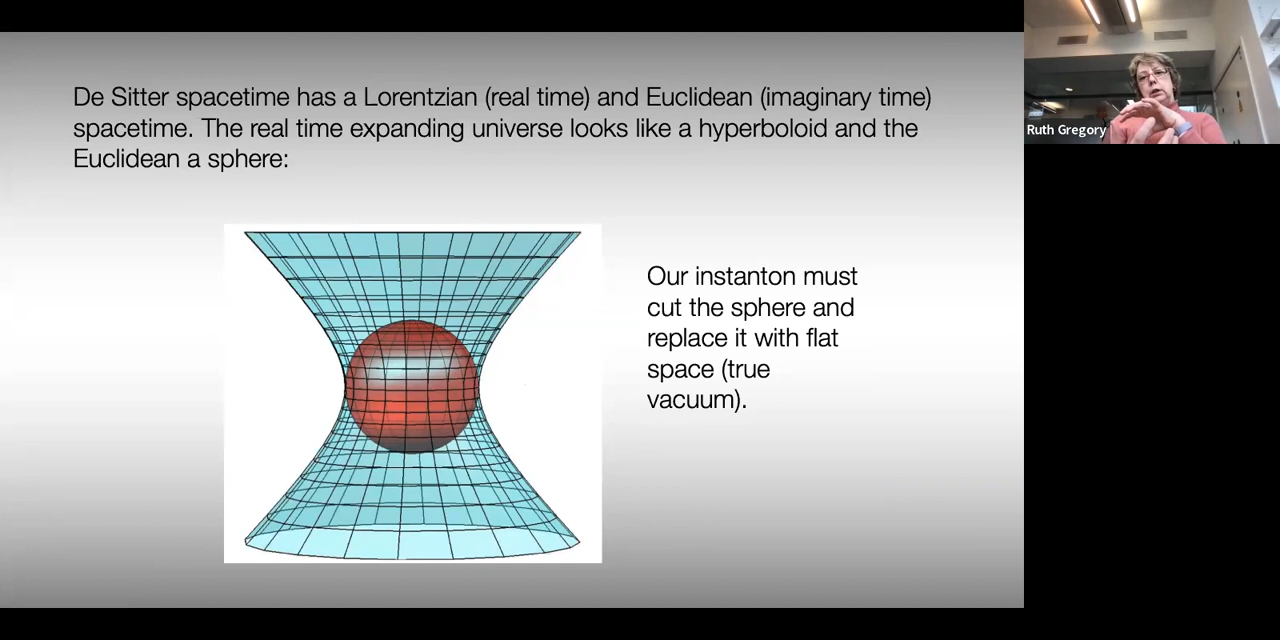 De Sitter spacetime has a Lorentzian (real time) and Euclidean (imaginary time)
spacetime. The real time expanding universe looks like a hyperboloid and the
Euclidean a sphere:
Our instanton must
cut the sphere and
replace it with flat
space (true
vacuum).
Ruth Gregory